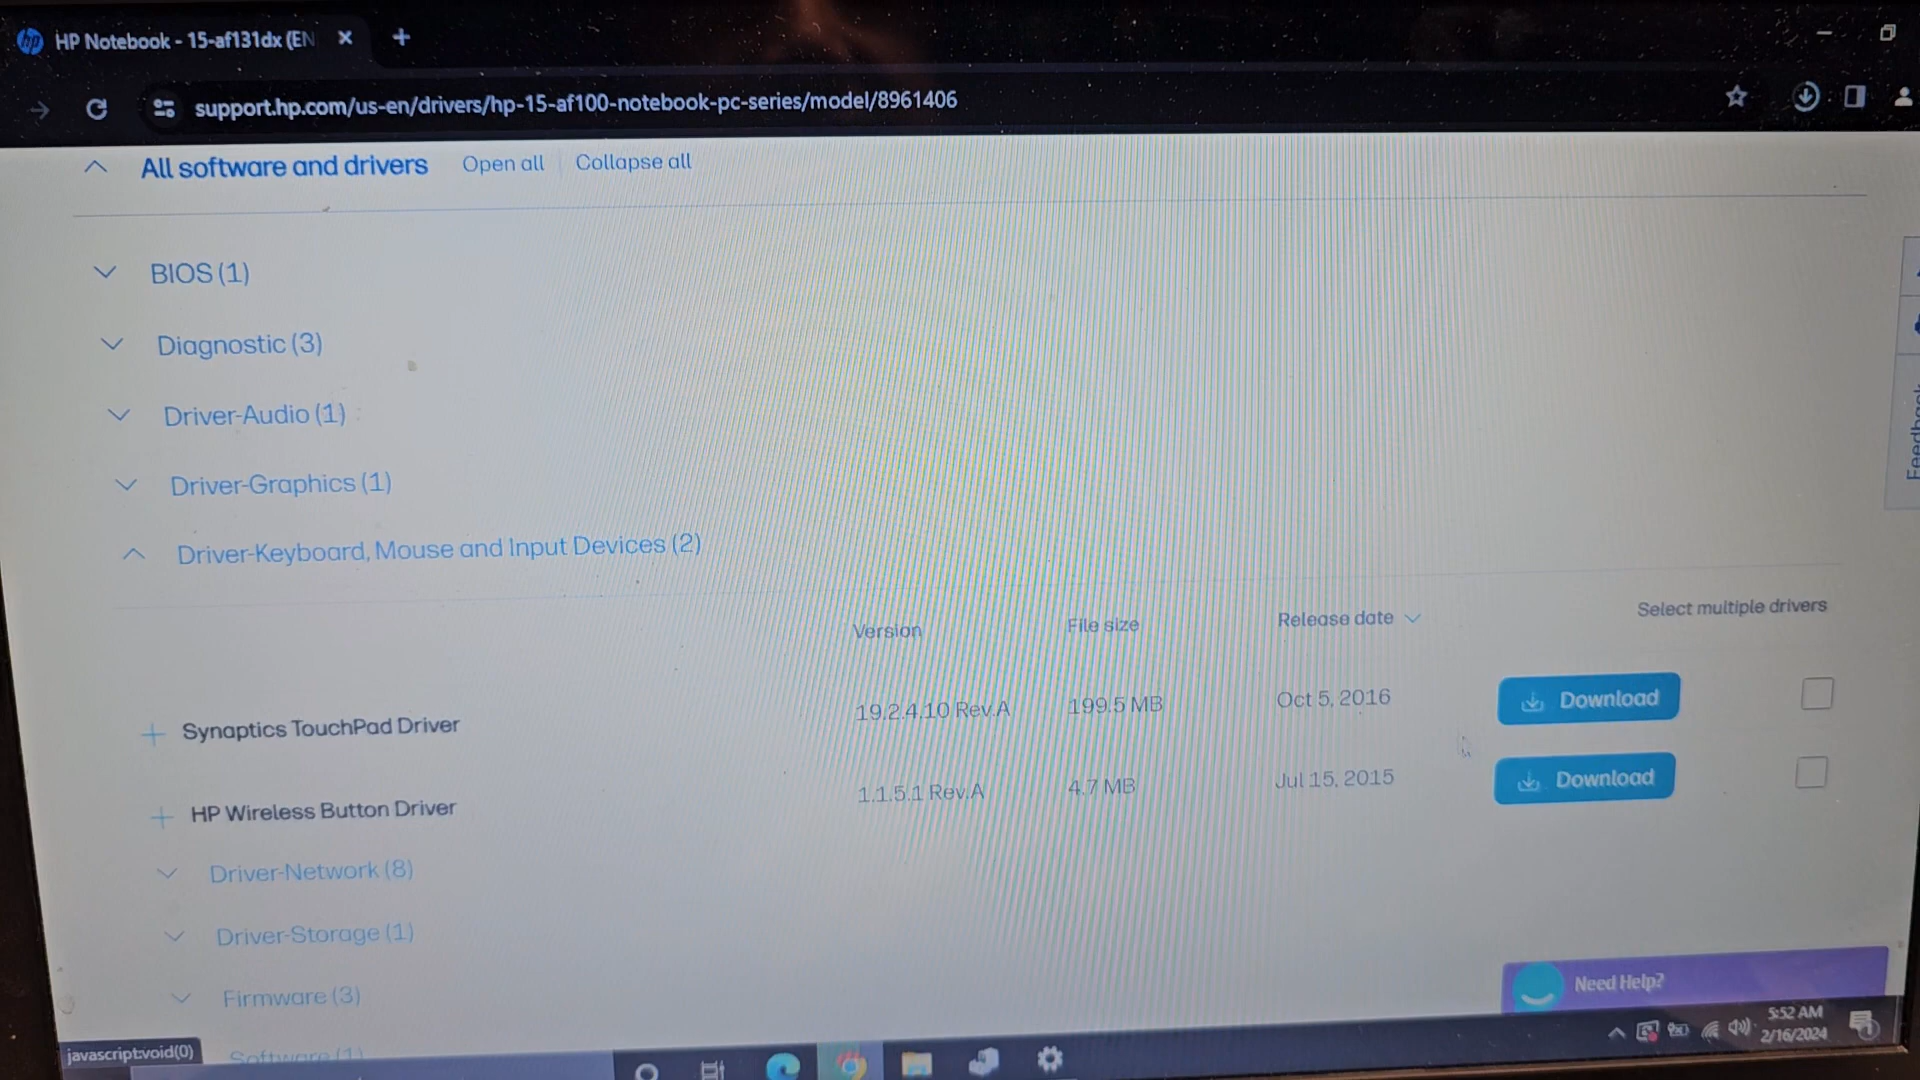 hp HP Notebook - 15-af131dx (EN
support.hp.com/us-en/drivers/hp-15-af100-notebook-pc-series/model/8961406
All software and drivers Open all Collapse all
BIOS (1)
Diagnostic (3)
Driver-Audio (1)
Driver-Graphics (1)
Feedback
Driver-Keyboard, Mouse and Input Devices (2)
Version File size Release date Select multiple drivers
Synaptics TouchPad Driver 19.2.4.10 Rev.A 199.5 MB Oct 5, 2016 Download
HP Wireless Button Driver 1.1.5.1 Rev.A 4.7 MB Jul 15, 2015 Download
Driver-Network (8)
Driver-Storage (1)
Firmware (3)
Need Help?
Software (1)
javascript:void(0)
5:52 AM
2/16/2024